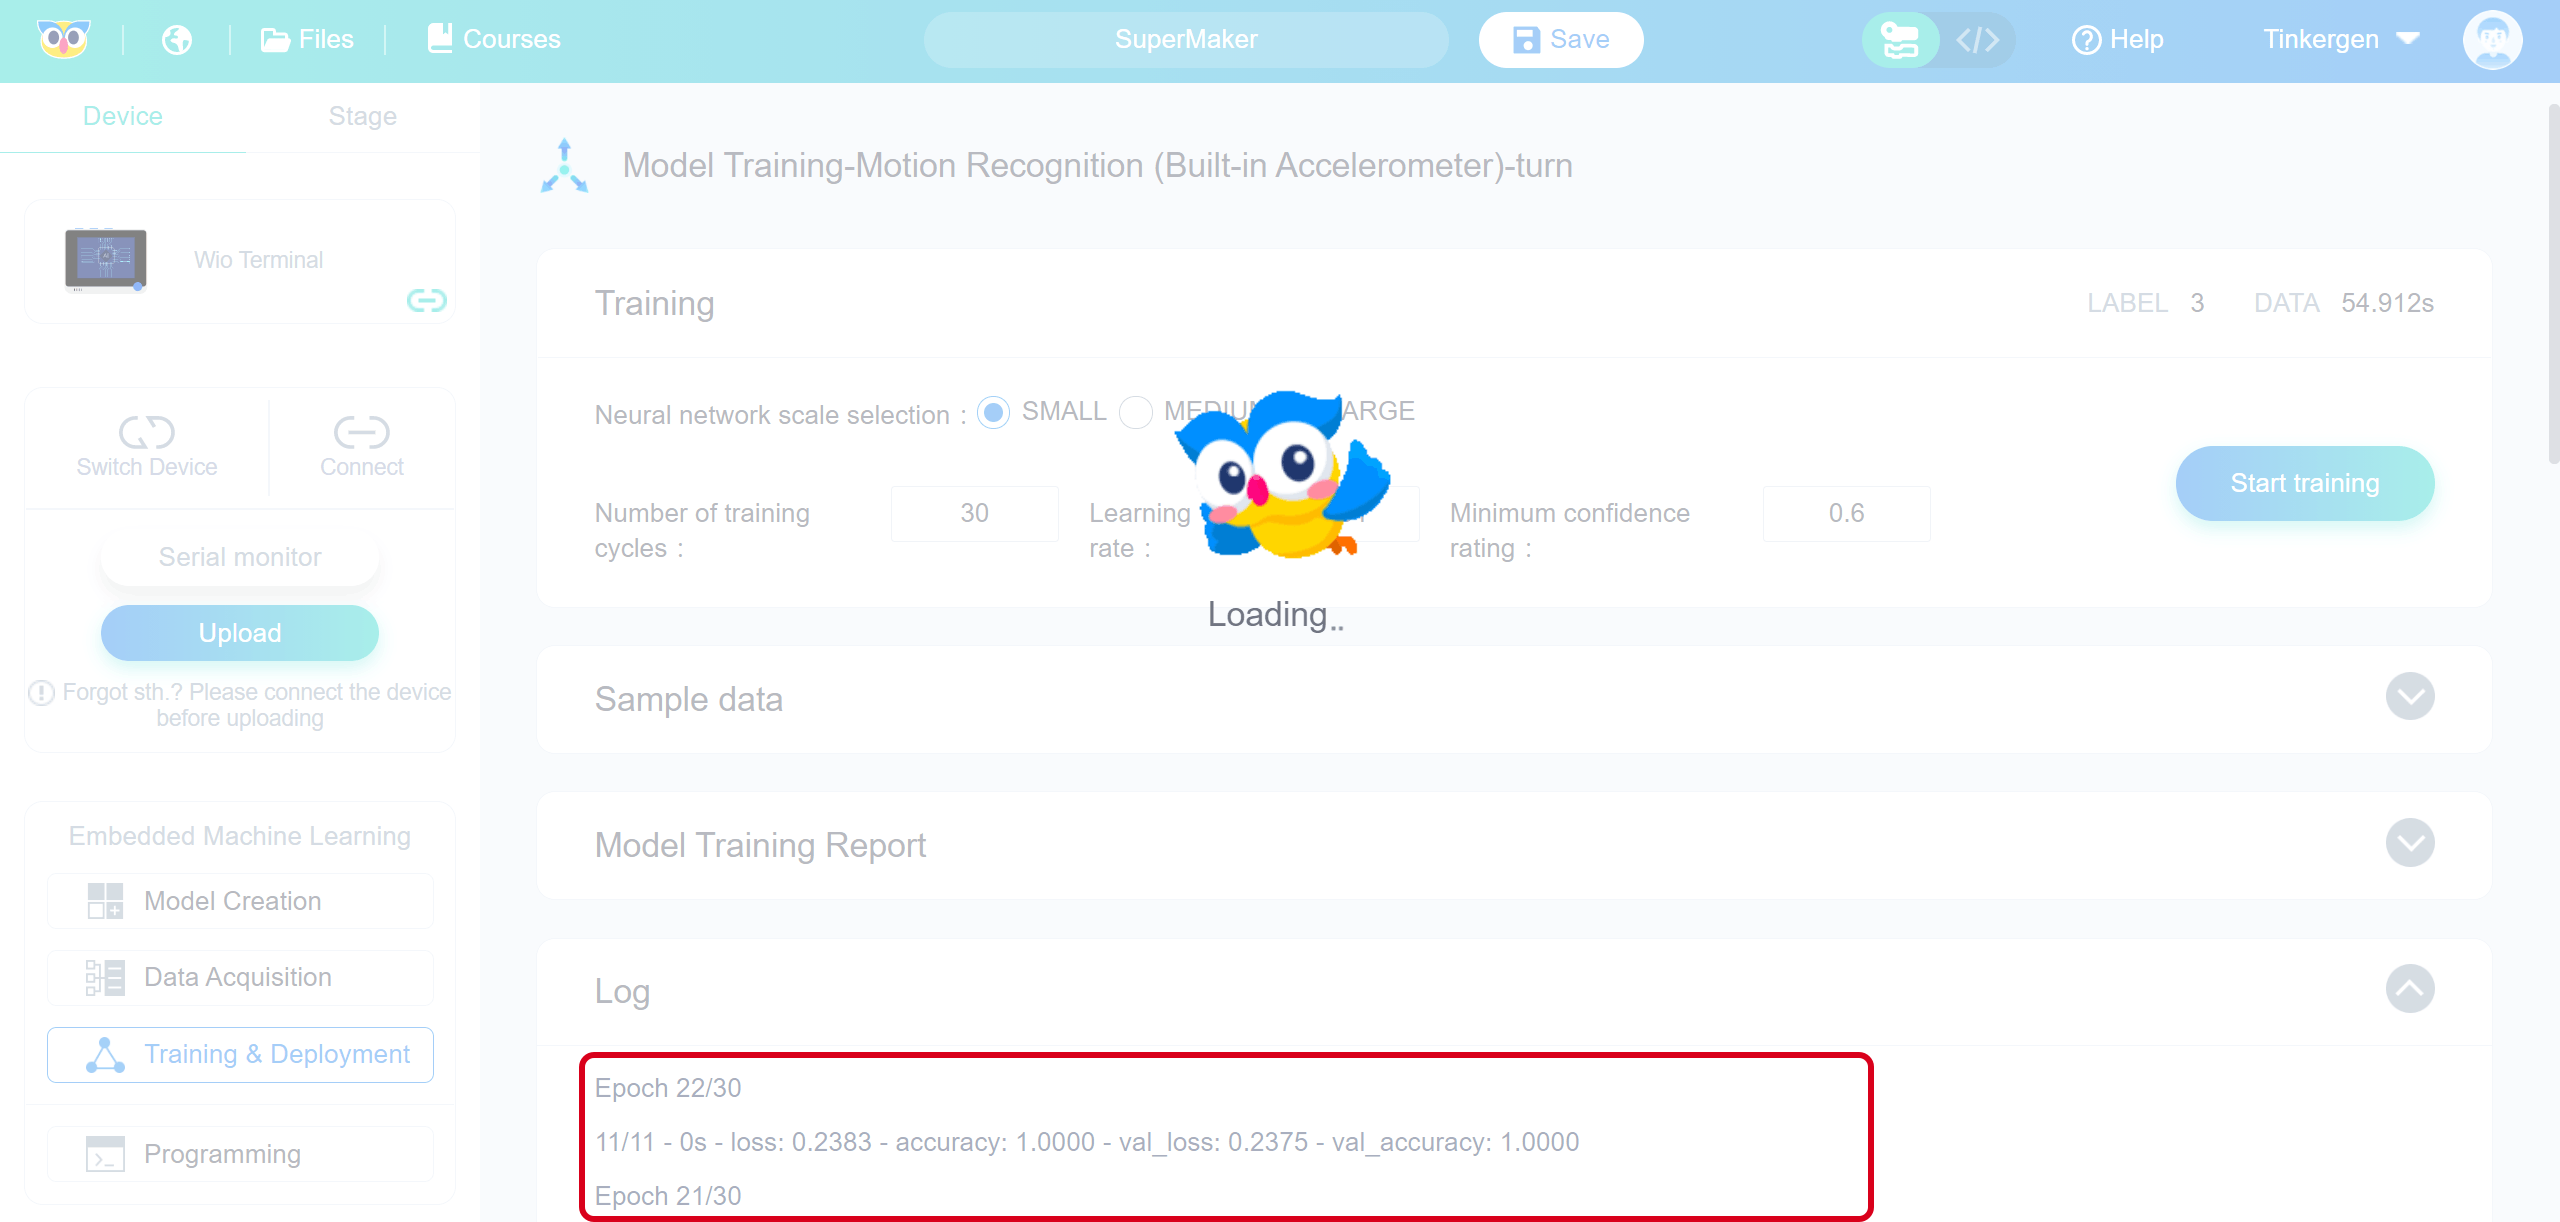 Files
Courses
SuperMaker
Save
</>
Help
Tinkergen
Device
Stage
Wio Terminal
Switch Device
Connect
Serial monitor
Upload
Forgot sth.? Please connect the device
before uploading
Embedded Machine Learning
Model Creation
Data Acquisition
Training & Deployment
Programming
Model Training-Motion Recognition (Built-in Accelerometer)-turn
Training
LABEL 3 DATA 54.912s
Neural network scale selection : SMALL
Start training
Number of training
cycles :
30
Learning
rate :
Minimum confidence
rating :
0.6
Loading..
Sample data
Model Training Report
Log
Epoch 22/30
11/11 - 0s - loss: 0.2383 - accuracy: 1.0000 - val_loss: 0.2375 - val_accuracy: 1.0000
Epoch 21/30